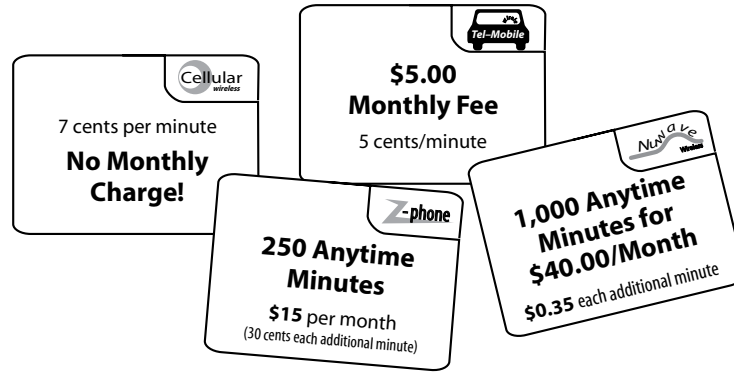 Cellular
wireless
7 cents per minute
No Monthly
Charge!
Tel–Mobile
$5.00
Monthly Fee
5 cents/minute
Z-phone
250 Anytime
Minutes
$15 per month
(30 cents each additional minute)
Nuwave
Wireless
1,000 Anytime
Minutes for
$40.00/Month
$0.35 each additional minute